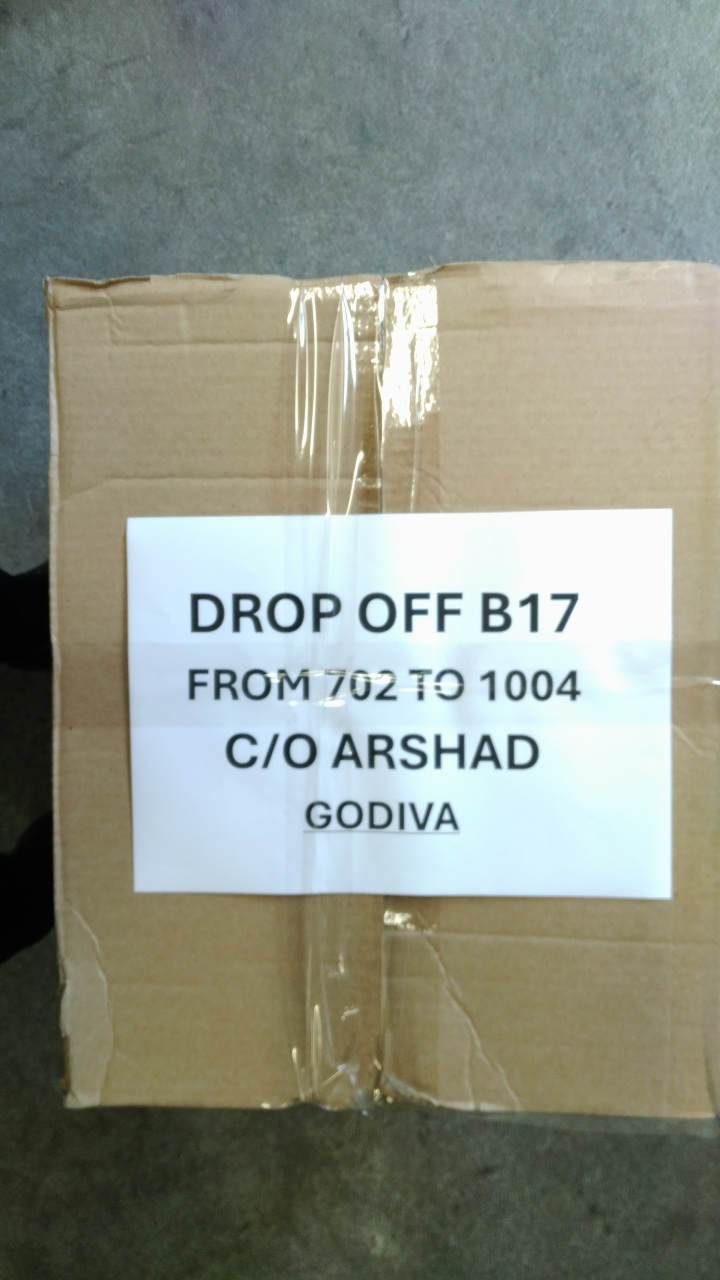 DROP OFF B17
FROM 702 TO 1004
C/O ARSHAD
GODIVA